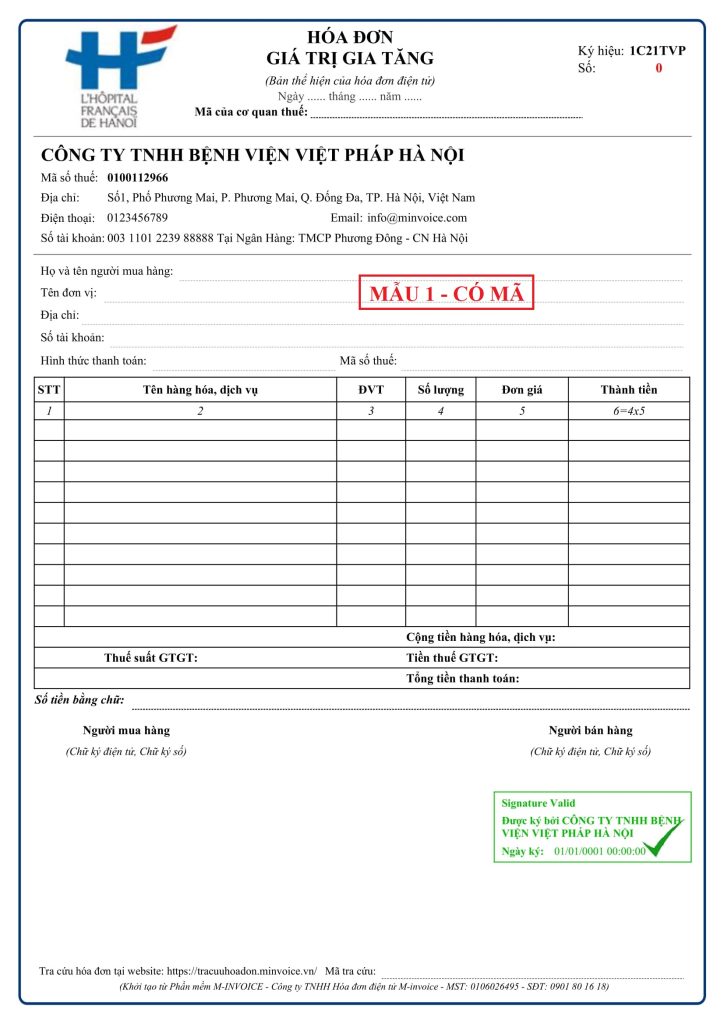 L'HÔPITAL
FRANÇAIS
DE HANOÏ
HÓA ĐƠN
GIÁ TRỊ GIA TĂNG
(Bản thể hiện của hóa đơn điện tử)
Ngày ...... tháng ...... năm ......
Mã của cơ quan thuế:
Ký hiệu: 1C21TVP
Số: 0
CÔNG TY TNHH BỆNH VIỆN VIỆT PHÁP HÀ NỘI
Mã số thuế: 0100112966
Địa chỉ: Số1, Phố Phương Mai, P. Phương Mai, Q. Đống Đa, TP. Hà Nội, Việt Nam
Điện thoại: 0123456789 Email: info@minvoice.com
Số tài khoản: 003 1101 2239 88888 Tại Ngân Hàng: TMCP Phương Đông - CN Hà Nội
Họ và tên người mua hàng:
Tên đơn vị:
MẪU 1 - CÓ MÃ
Địa chỉ:
Số tài khoản:
Hình thức thanh toán: Mã số thuế:
STT Tên hàng hóa, dịch vụ ĐVT Số lượng Đơn giá Thành tiền
1 2 3 4 5 6=4x5
Cộng tiền hàng hóa, dịch vụ:
Thuế suất GTGT: Tiền thuế GTGT:
Tổng tiền thanh toán:
Số tiền bằng chữ:
Người mua hàng Người bán hàng
(Chữ ký điện tử, Chữ ký số) (Chữ ký điện tử, Chữ ký số)
Signature Valid
Được ký bởi CÔNG TY TNHH BỆNH
VIỆN VIỆT PHÁP HÀ NỘI
Ngày ký: 01/01/0001 00:00:00
Tra cứu hóa đơn tại website: https://tracuuhoadon.minvoice.vn/ Mã tra cứu:
(Khởi tạo từ Phần mềm M-INVOICE - Công ty TNHH Hóa đơn điện tử M-invoice - MST: 0106026495 - SĐT: 0901 80 16 18)